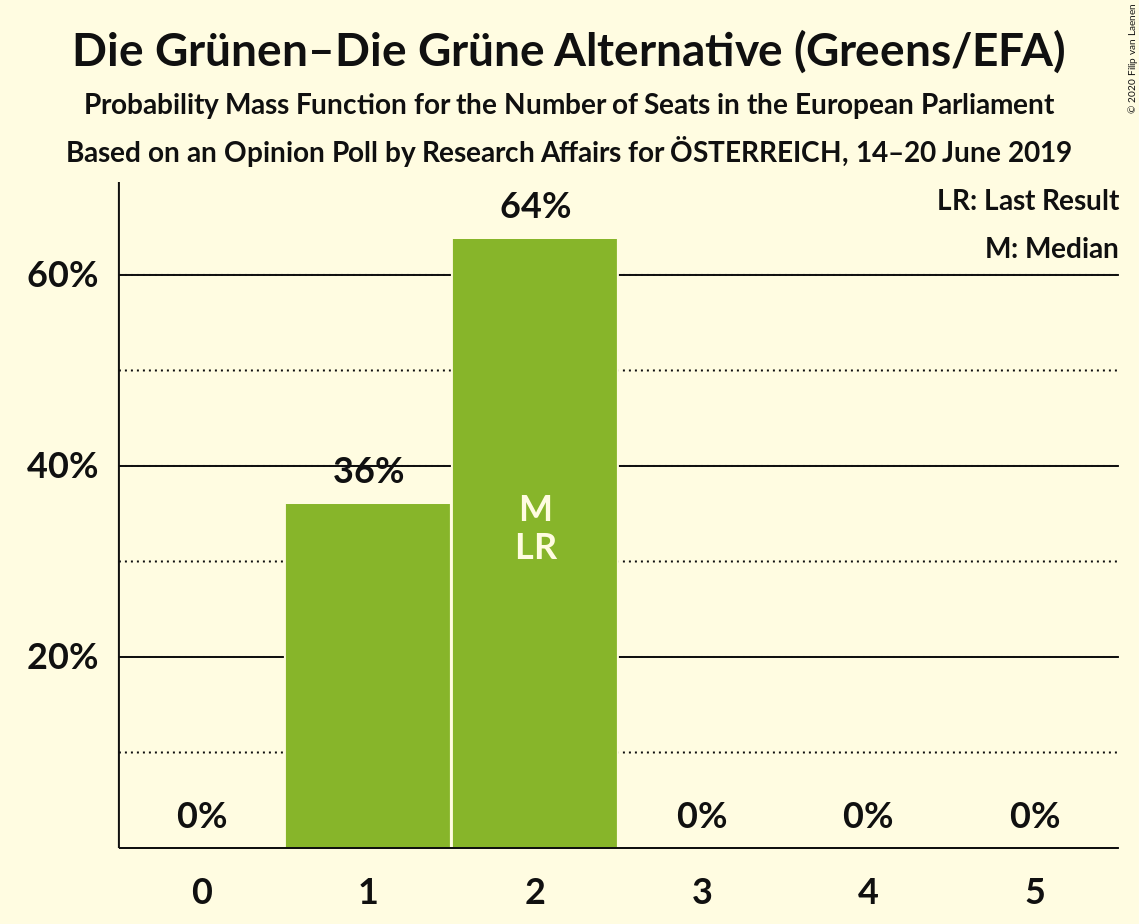 Die Grünen–Die Grüne Alternative (Greens/EFA)
Probability Mass Function for the Number of Seats in the European Parliament
Based on an Opinion Poll by Research Affairs for ÖSTERREICH, 14–20 June 2019
© 2020 Filip van Laenen
LR: Last Result
M: Median
64%
60%
40%
36%
M
LR
20%
0%
0%
0%
0%
0
1
2
3
4
5